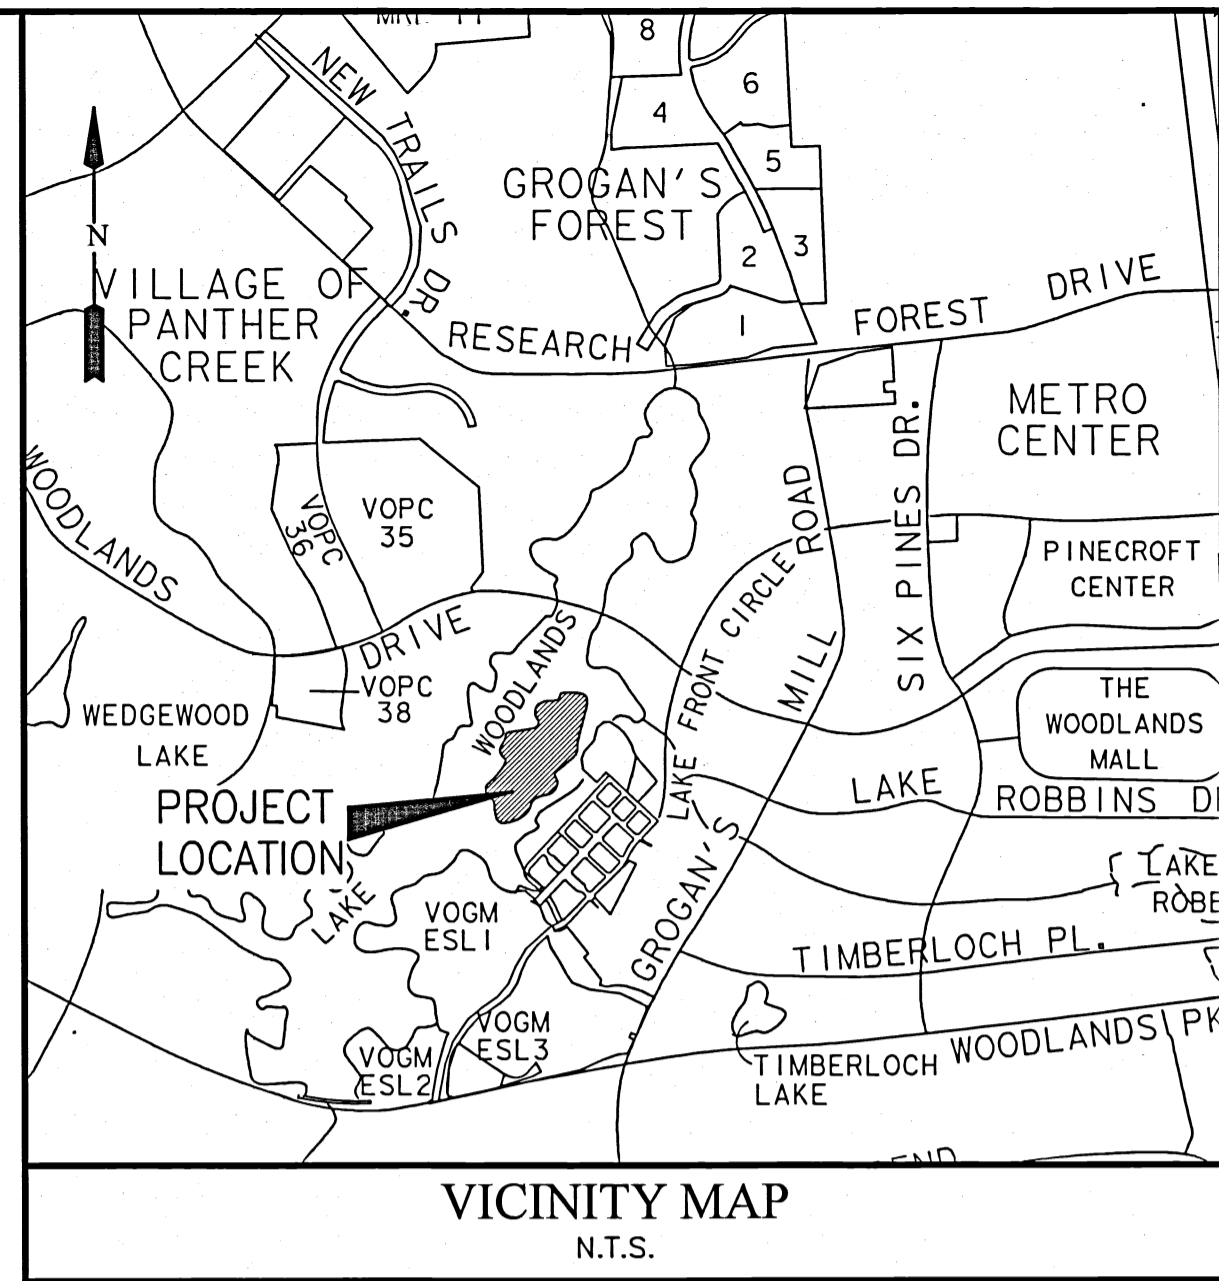 8
6
4
5
2
3
1
NEW TRAILS DR.
GROGAN'S
FOREST
N
VILLAGE OF
PANTHER
CREEK
RESEARCH FOREST DRIVE
METRO
CENTER
WOODLANDS DRIVE
VOPC
36
VOPC
35
VOPC
38
PINECROFT
CENTER
SIX PINES DR.
LAKE FRONT CIRCLE
GROGAN'S MILL ROAD
THE
WOODLANDS
MALL
WEDGEWOOD
LAKE
WOODLANDS LAKE
PROJECT
LOCATION
LAKE ROBBINS
LAKE
VOGM
ESL1
TIMBERLOCH PL.
VOGM
ESL3
VOGM
ESL2
TIMBERLOCH
LAKE
WOODLANDS
VICINITY MAP
N.T.S.